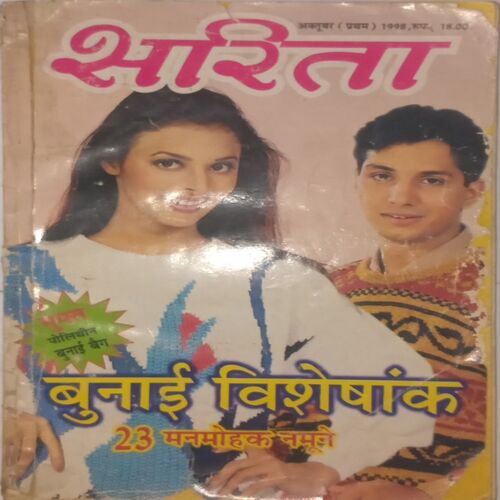 अक्तूबर ( प्रथम ) 1998, रुप. 18.00
सरिता
मुफ्त
पोलिथीन
बुनाई बैग
बुनाई विशेषांक
23 मनमोहक नमूने